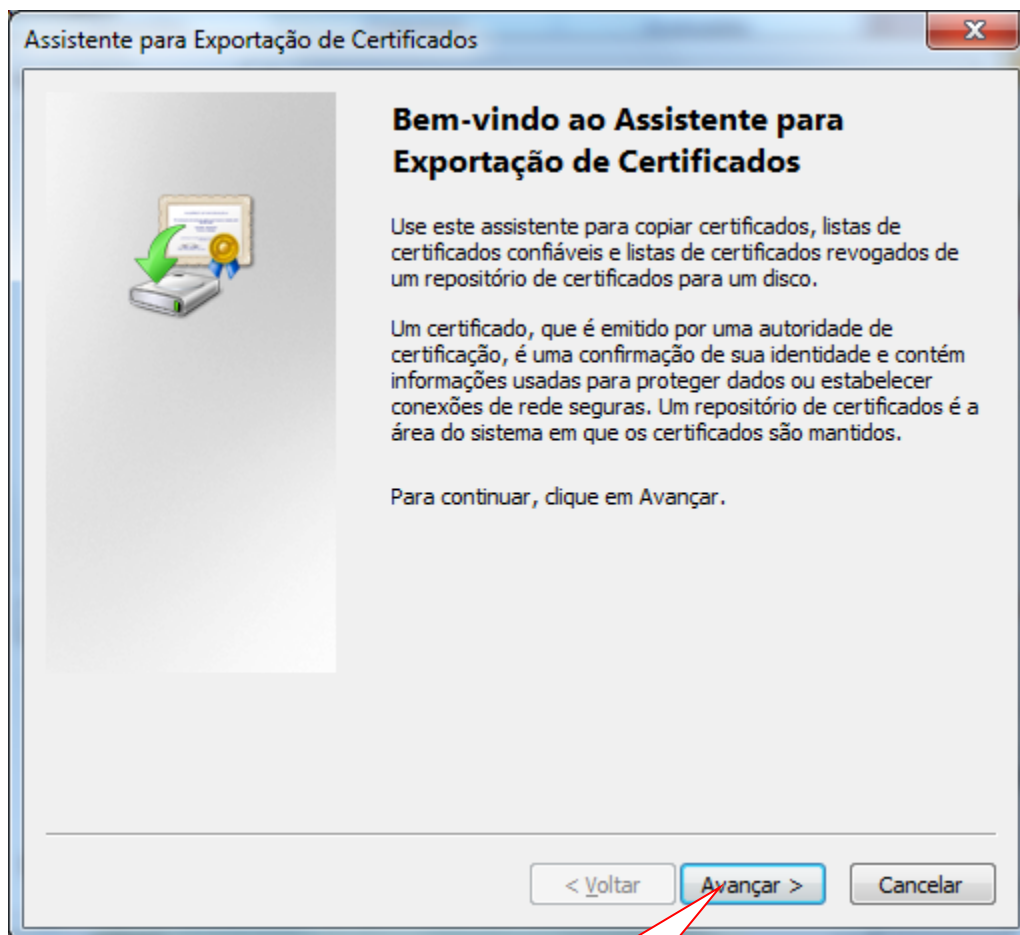 Assistente para Exportação de Certificados
Bem-vindo ao Assistente para
Exportação de Certificados
Use este assistente para copiar certificados, listas de
certificados confiáveis e listas de certificados revogados de
um repositório de certificados para um disco.
Um certificado, que é emitido por uma autoridade de
certificação, é uma confirmação de sua identidade e contém
informações usadas para proteger dados ou estabelecer
conexões de rede seguras. Um repositório de certificados é a
área do sistema em que os certificados são mantidos.
Para continuar, clique em Avançar.
< Voltar Avançar > Cancelar